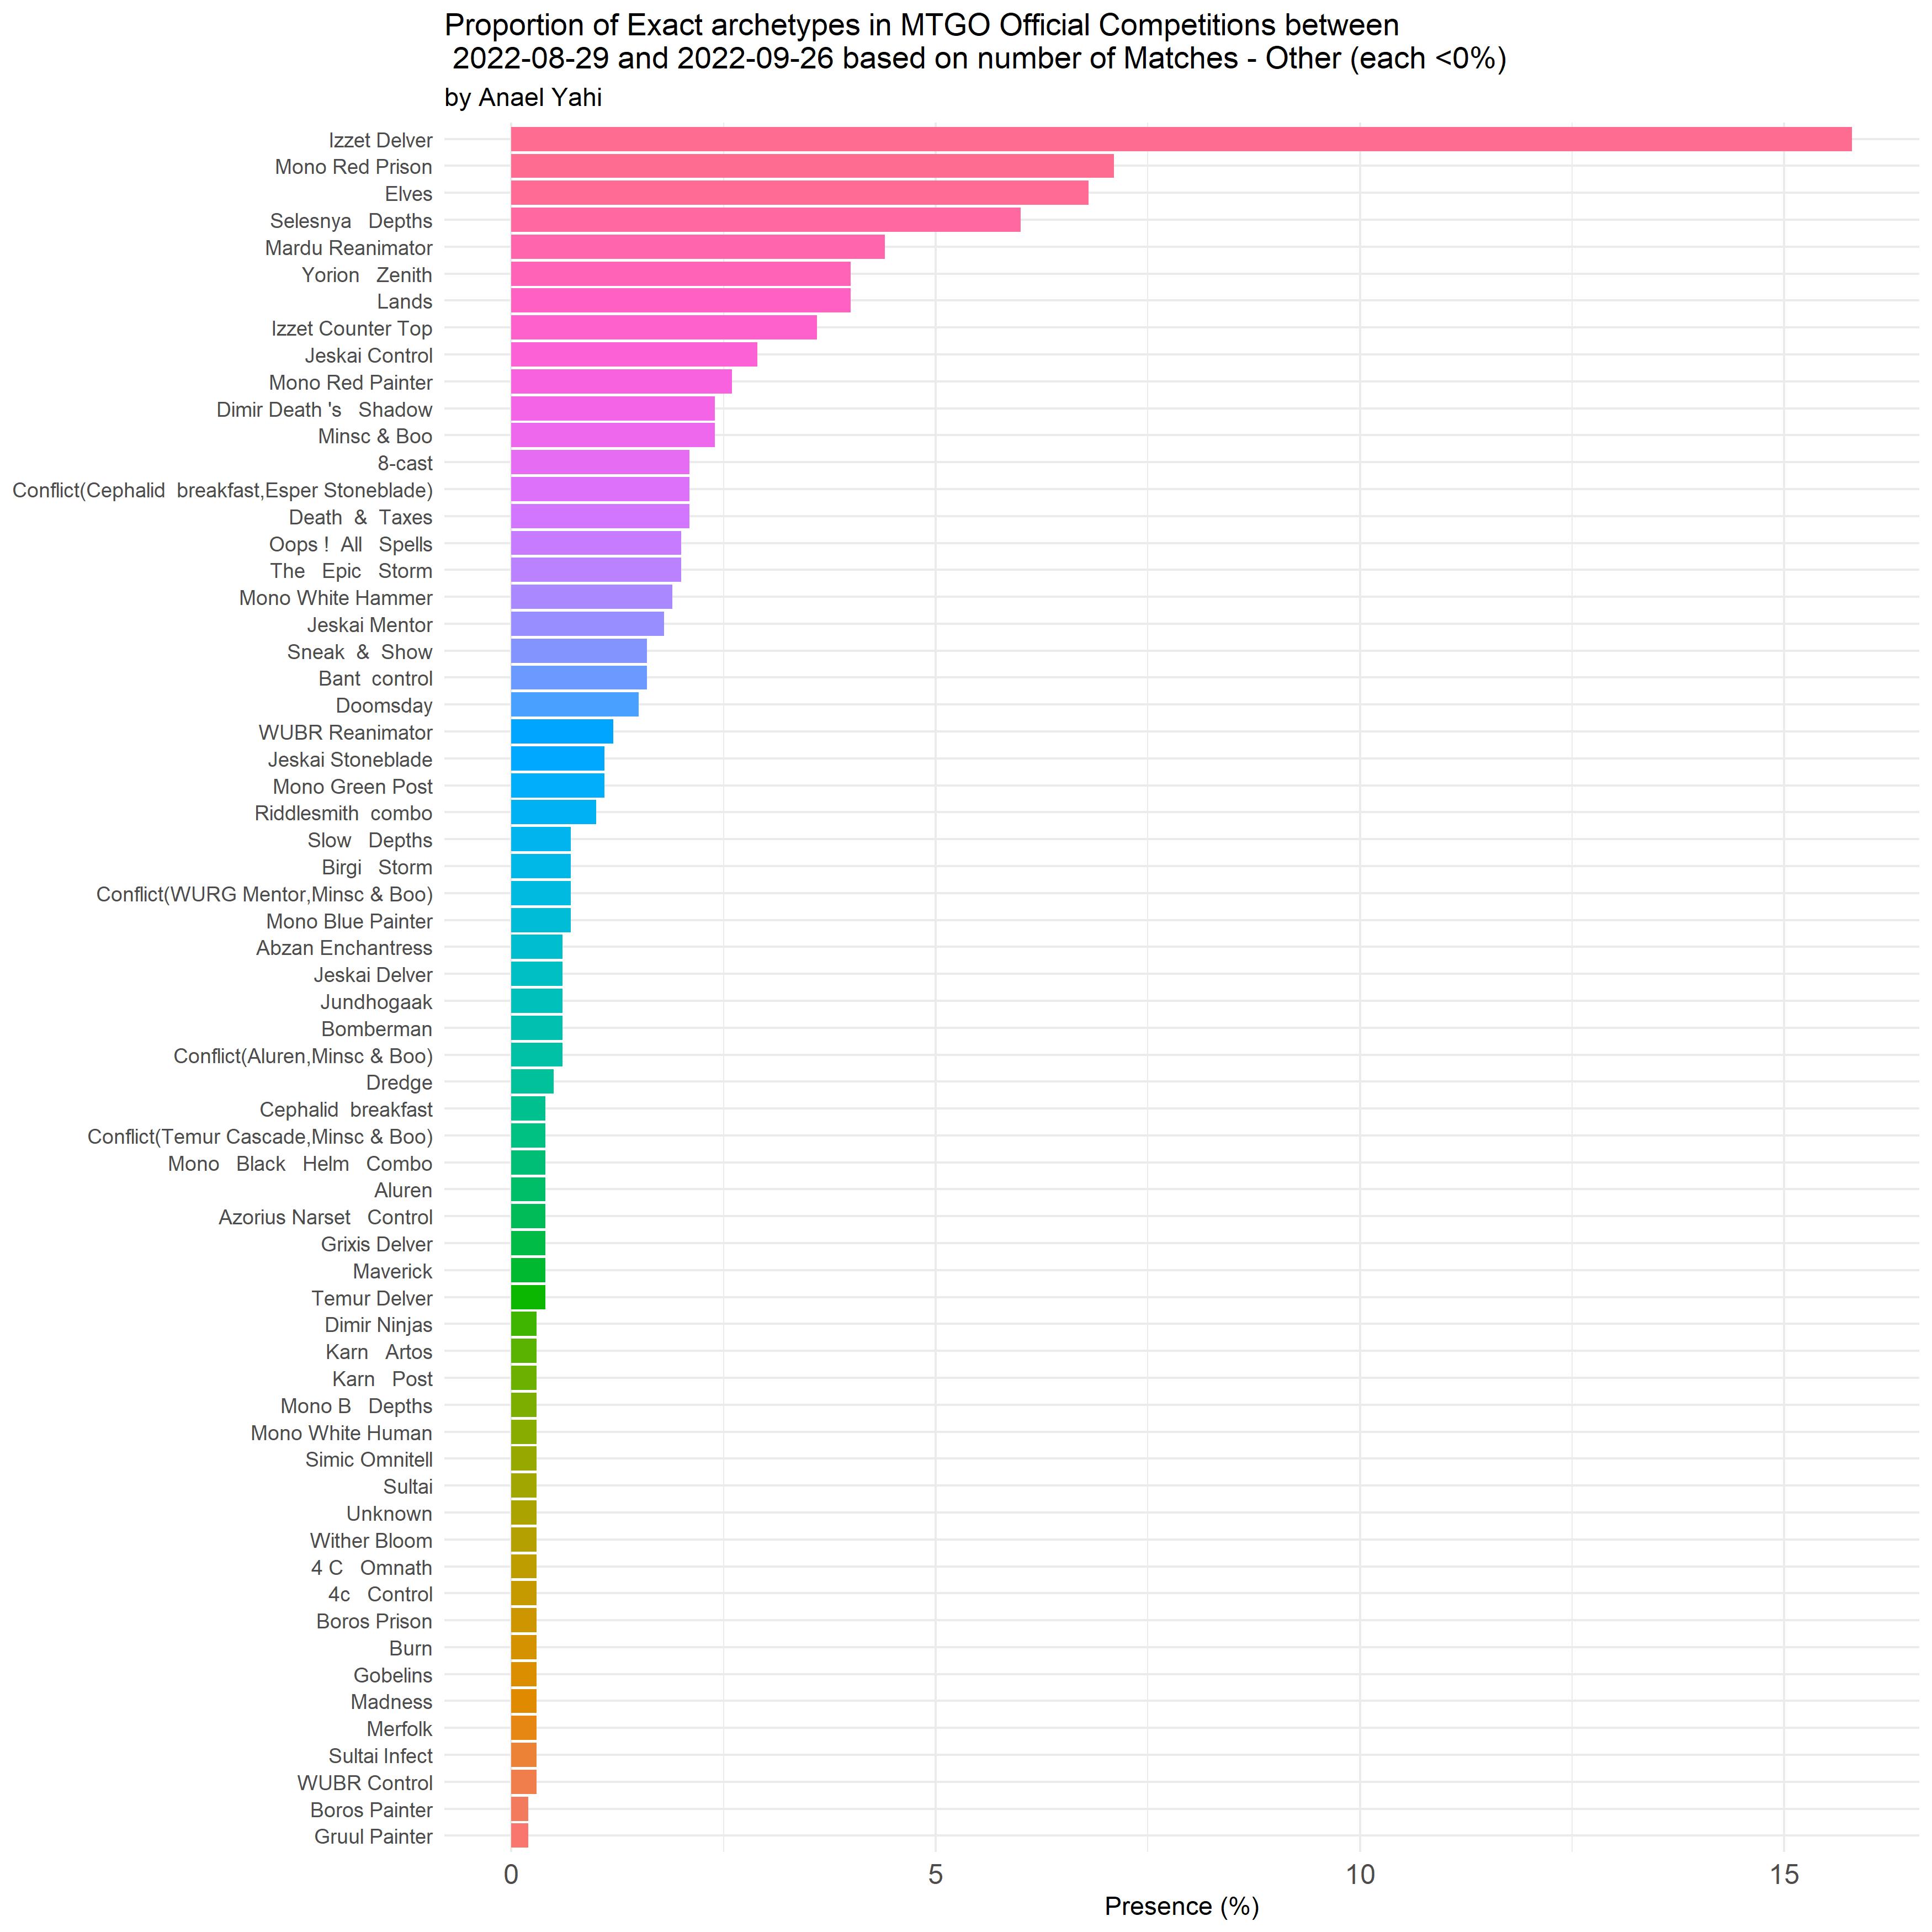 Proportion of Exact archetypes in MTGO Official Competitions between
2022-08-29 and 2022-09-26 based on number of Matches - Other (each <0%)
by Anael Yahi
Izzet Delver
Mono Red Prison
Elves
Selesnya Depths
Mardu Reanimator
Yorion Zenith
Lands
Izzet Counter Top
Jeskai Control
Mono Red Painter
Dimir Death 's Shadow
Minsc & Boo
8-cast
Conflict(Cephalid breakfast,Esper Stoneblade)
Death & Taxes
Oops ! All Spells
The Epic Storm
Mono White Hammer
Jeskai Mentor
Sneak & Show
Bant control
Doomsday
WUBR Reanimator
Jeskai Stoneblade
Mono Green Post
Riddlesmith combo
Slow Depths
Birgi Storm
Conflict(WURG Mentor,Minsc & Boo)
Mono Blue Painter
Abzan Enchantress
Jeskai Delver
Jundhogaak
Bomberman
Conflict(Aluren,Minsc & Boo)
Dredge
Cephalid breakfast
Conflict(Temur Cascade,Minsc & Boo)
Mono Black Helm Combo
Aluren
Azorius Narset Control
Grixis Delver
Maverick
Temur Delver
Dimir Ninjas
Karn Artos
Karn Post
Mono B Depths
Mono White Human
Simic Omnitell
Sultai
Unknown
Wither Bloom
4 C Omnath
4c Control
Boros Prison
Burn
Gobelins
Madness
Merfolk
Sultai Infect
WUBR Control
Boros Painter
Gruul Painter
0 5 10 15
Presence (%)